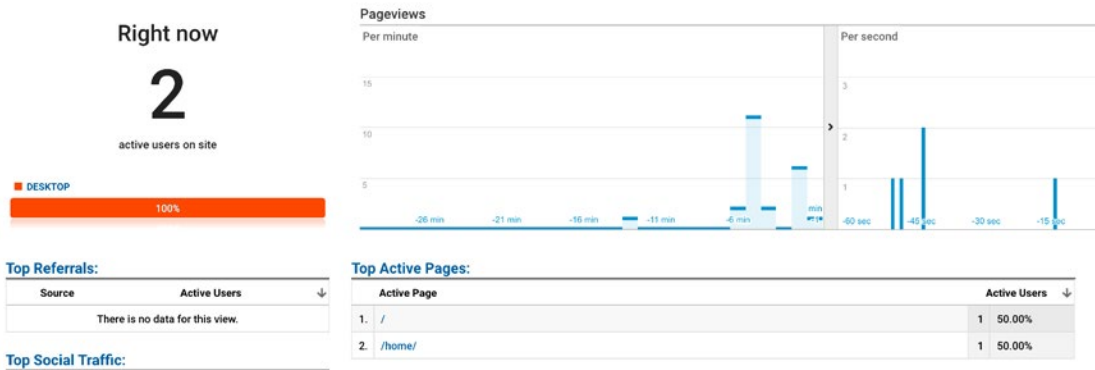 Right now
2
active users on site
DESKTOP
100%
Pageviews
Per minute
15
10
5
-26 min
-21 min
-16 min
-11 min
-6 min
min
Per second
3
2
1
-60 sec
-45 sec
-30 sec
-15 sec
Top Referrals:
Source Active Users
There is no data for this view.
Top Social Traffic:
Top Active Pages:
Active Page Active Users
1. / 1 50.00%
2. /home/ 1 50.00%